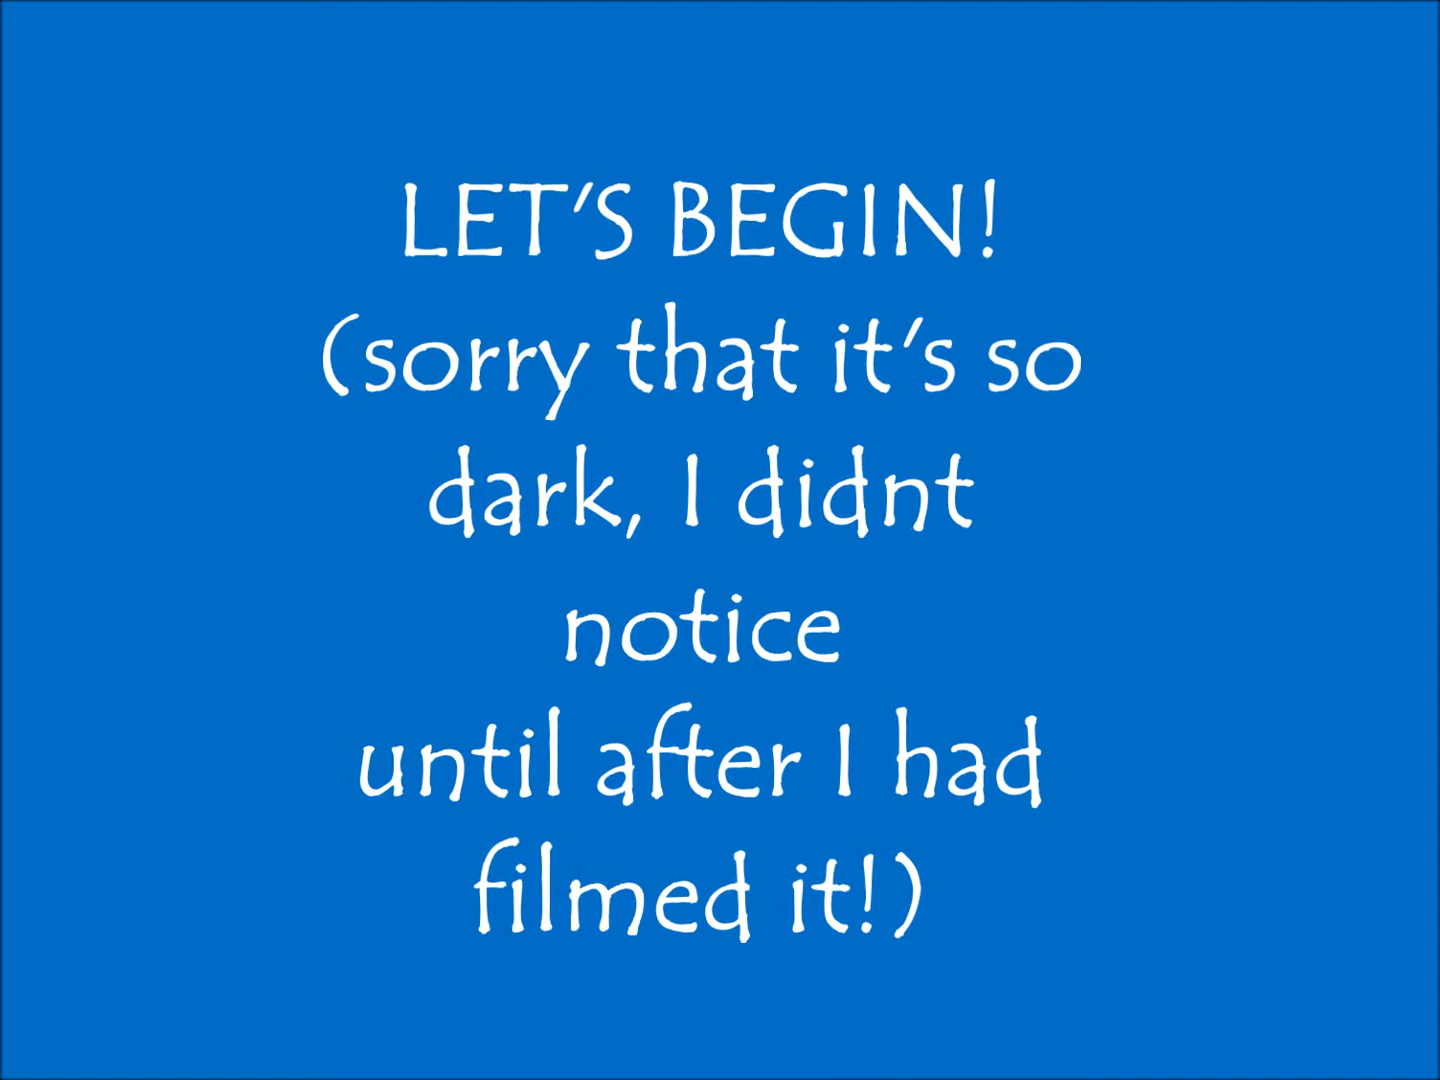 LET'S BEGIN!
(sorry that it's so
dark, I didnt
notice
until after I had
filmed it!)